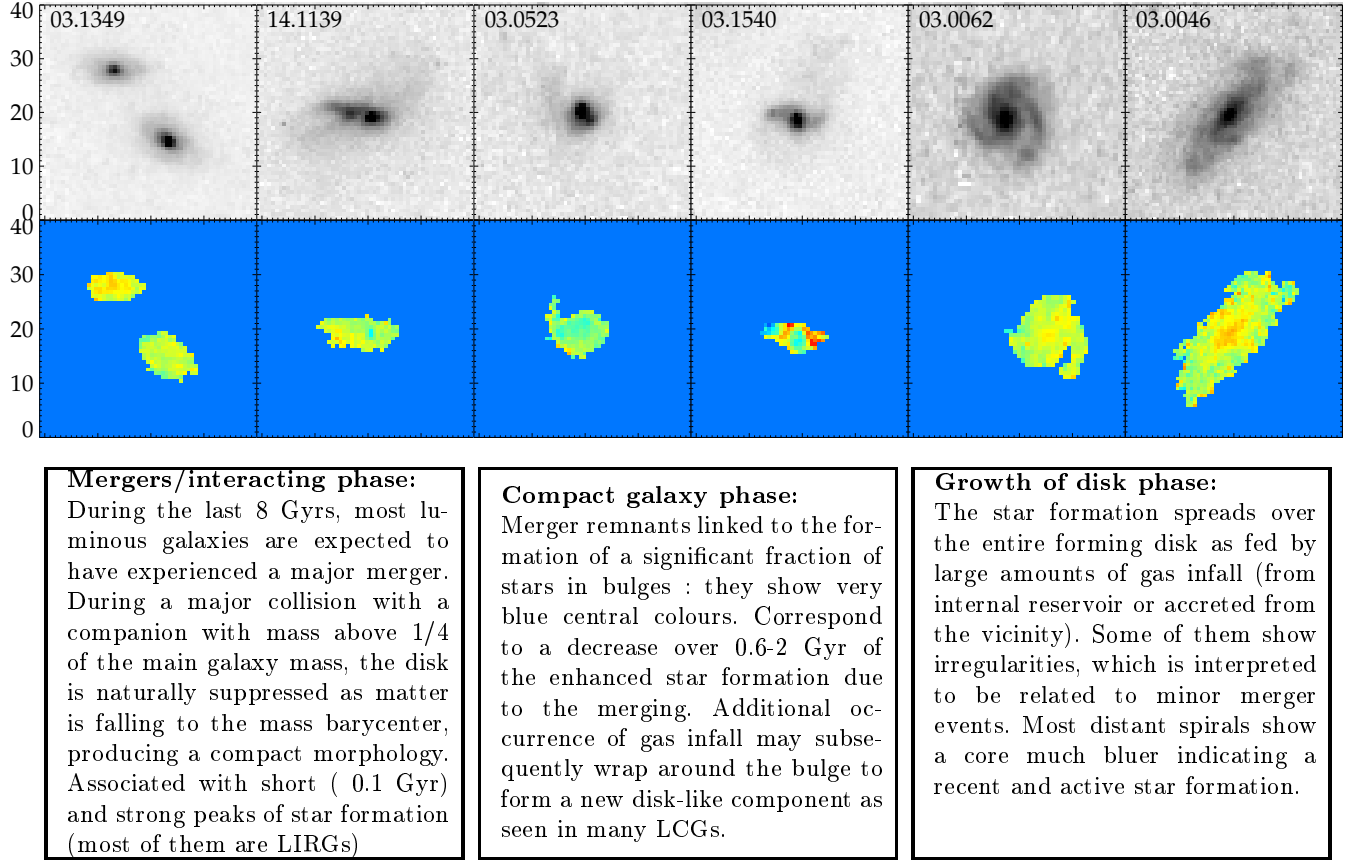 40
03.1349
14.1139
03.0523
03.1540
03.0062
03.0046
30
20
10
0
40
30
20
10
0
Mergers/interacting phase:
During the last 8 Gyrs, most lu-
minous galaxies are expected to
have experienced a major merger.
During a major collision with a
companion with mass above 1/4
of the main galaxy mass, the disk
is naturally suppressed as matter
is falling to the mass barycenter,
producing a compact morphology.
Associated with short ( 0.1 Gyr)
and strong peaks of star formation
(most of them are LIRGs)
Compact galaxy phase:
Merger remnants linked to the for-
mation of a significant fraction of
stars in bulges : they show very
blue central colours. Correspond
to a decrease over 0.6-2 Gyr of
the enhanced star formation due
to the merging. Additional oc-
currence of gas infall may subse-
quently wrap around the bulge to
form a new disk-like component as
seen in many LCGs.
Growth of disk phase:
The star formation spreads over
the entire forming disk as fed by
large amounts of gas infall (from
internal reservoir or accreted from
the vicinity). Some of them show
irregularities, which is interpreted
to be related to minor merger
events. Most distant spirals show
a core much bluer indicating a
recent and active star formation.